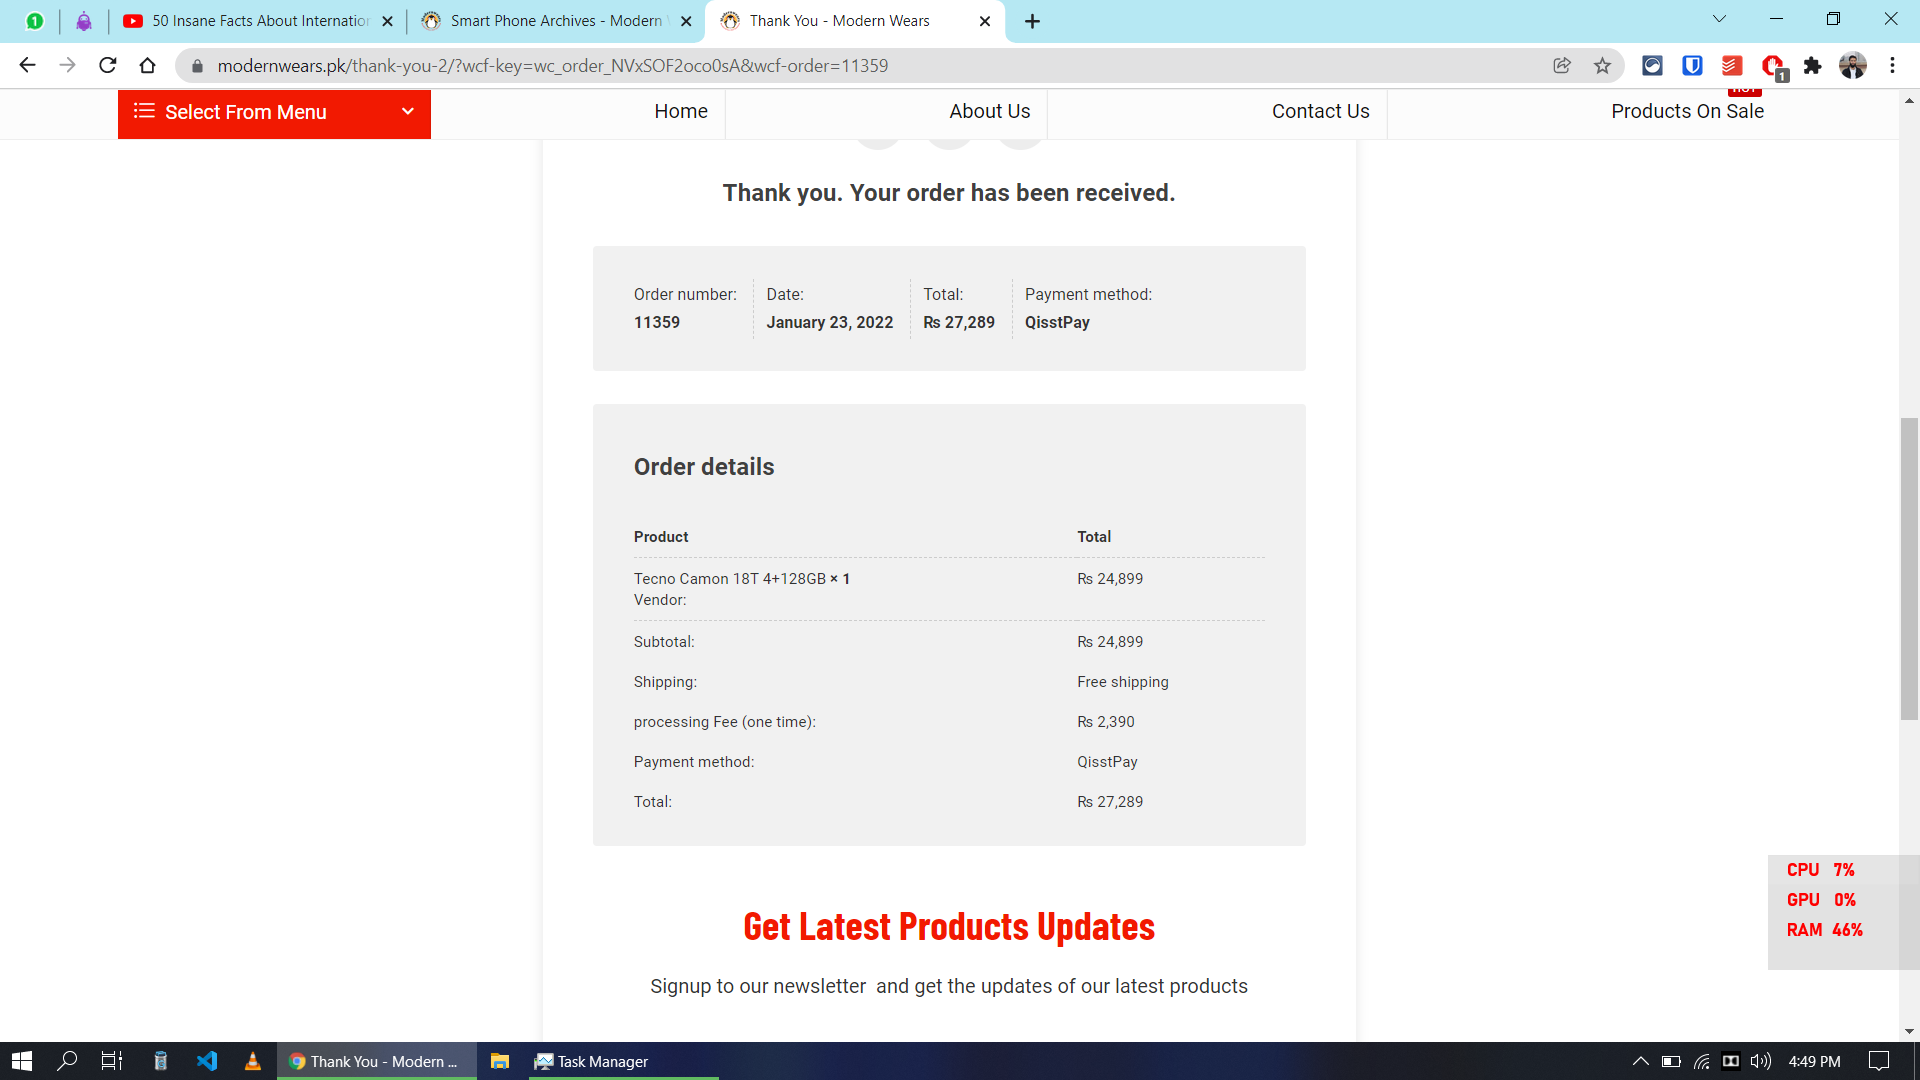 1
50 Insane Facts About Internation
Smart Phone Archives - Modern
Thank You - Modern Wears
modernwears.pk/thank-you-2/?wcf-key=wc_order_NVxSOF2oco0sA&wcf-order=11359
1
Select From Menu
Home
About Us
Contact Us
Products On Sale
Thank you. Your order has been received.
Order number: Date: Total: Payment method:
11359 January 23, 2022 ₨ 27,289 QisstPay
Order details
Product Total
Tecno Camon 18T 4+128GB × 1 ₨ 24,899
Vendor:
Subtotal: ₨ 24,899
Shipping: Free shipping
processing Fee (one time): ₨ 2,390
Payment method: QisstPay
Total: ₨ 27,289
CPU 7%
GPU 0%
RAM 46%
Get Latest Products Updates
Signup to our newsletter  and get the updates of our latest products
Thank You - Modern ...
Task Manager
4:49 PM